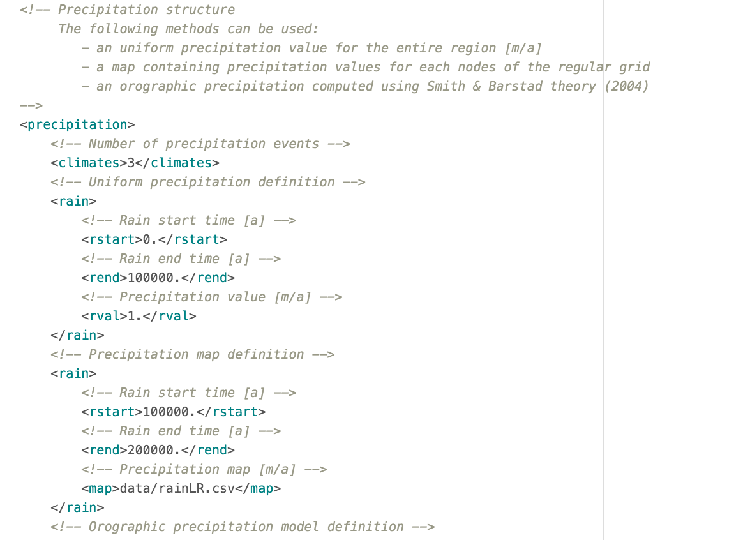 <!-- Precipitation structure
The following methods can be used:
- an uniform precipitation value for the entire region [m/a]
- a map containing precipitation values for each nodes of the regular grid
- an orographic precipitation computed using Smith & Barstad theory (2004)
-->
<precipitation>
<!-- Number of precipitation events -->
<climates>3</climates>
<!-- Uniform precipitation definition -->
<rain>
<!-- Rain start time [a] -->
<rstart>0.</rstart>
<!-- Rain end time [a] -->
<rend>100000.</rend>
<!-- Precipitation value [m/a] -->
<rval>1.</rval>
</rain>
<!-- Precipitation map definition -->
<rain>
<!-- Rain start time [a] -->
<rstart>100000.</rstart>
<!-- Rain end time [a] -->
<rend>200000.</rend>
<!-- Precipitation map [m/a] -->
<map>data/rainLR.csv</map>
</rain>
<!-- Orographic precipitation model definition -->